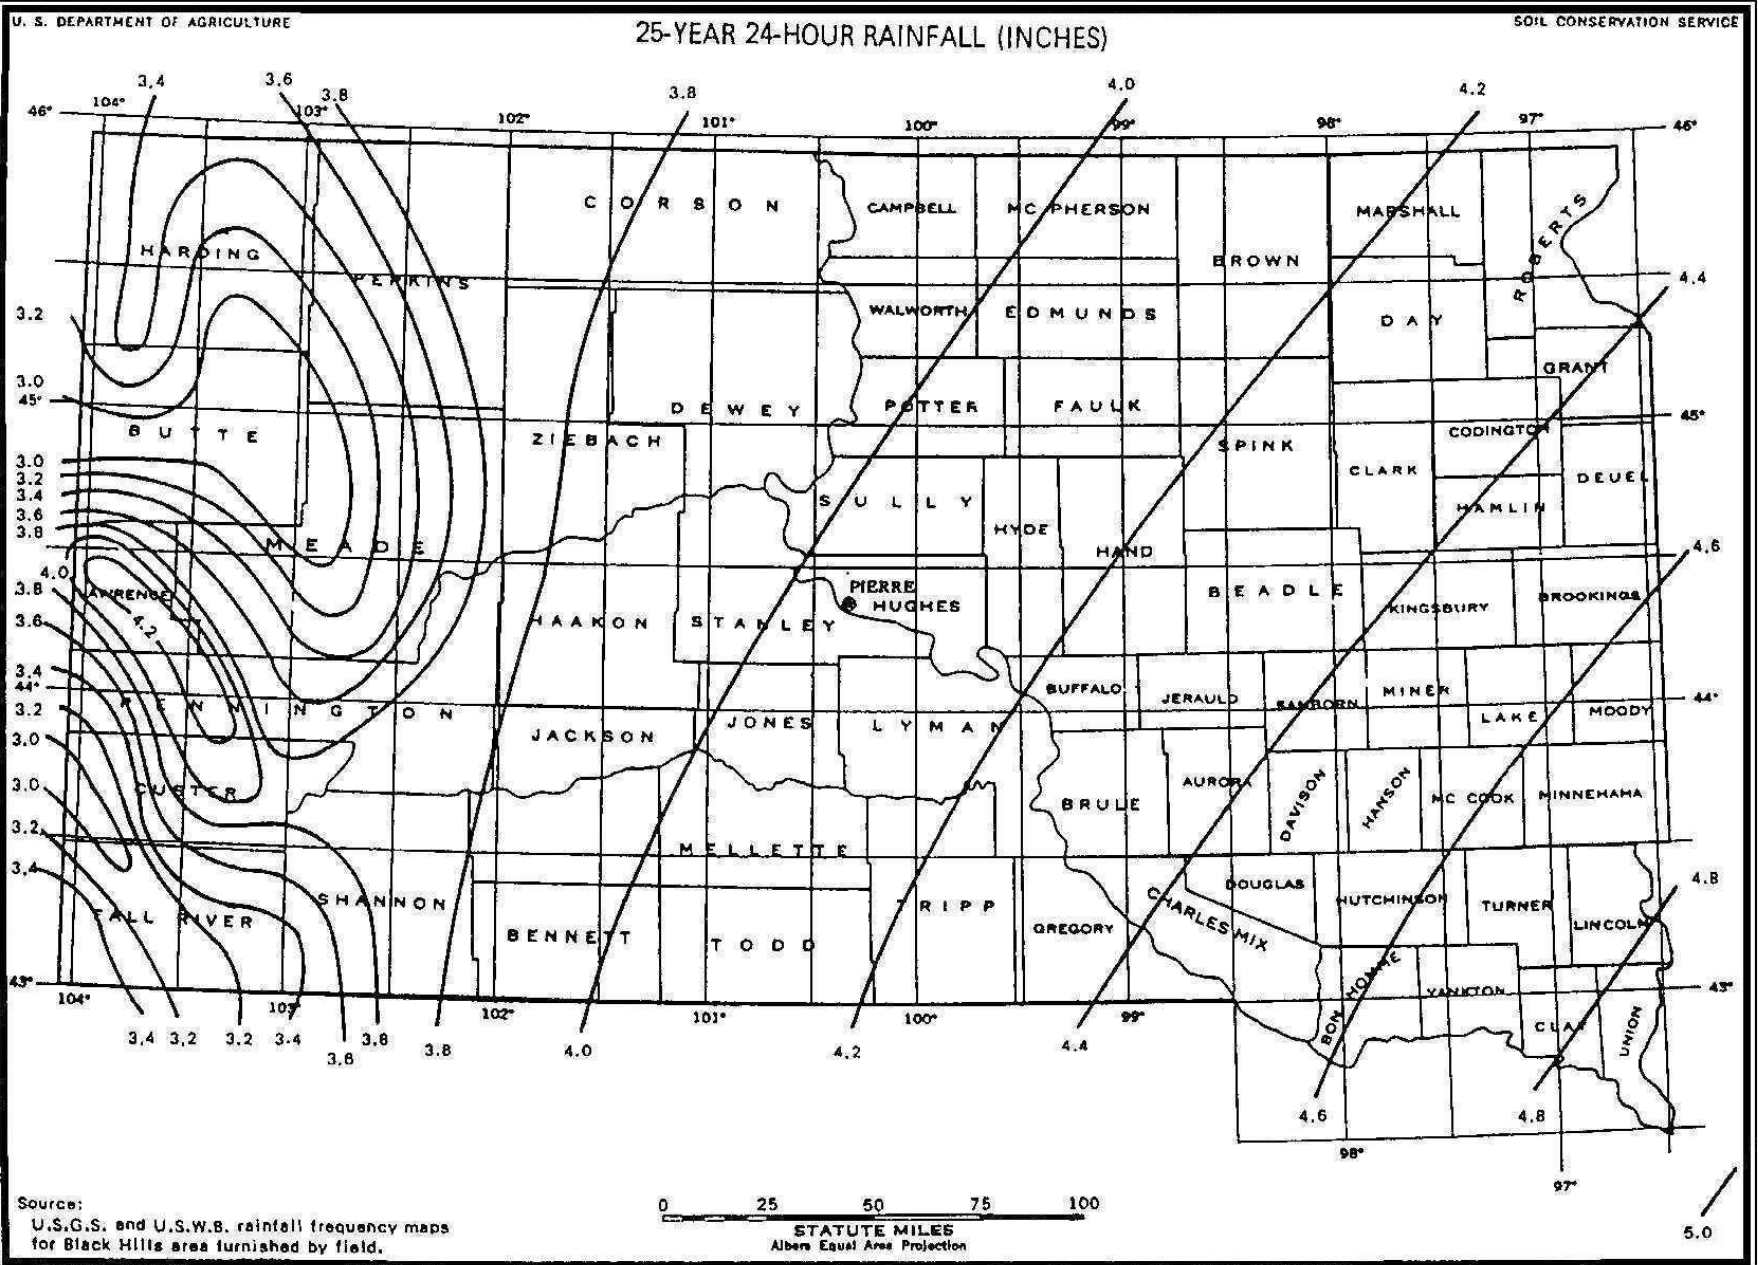 U. S. DEPARTMENT OF AGRICULTURE
SOIL CONSERVATION SERVICE
25-YEAR 24-HOUR RAINFALL (INCHES)
3.4
3.6
3.8
3.8
4.0
4.2
46°
104°
103°
102°
101°
100°
99°
98°
97°
46°
CORSON
CAMPBELL
MC PHERSON
MARSHALL
ROBERTS
HARDING
PERKINS
BROWN
4.4
3.2
WALWORTH
EDMUNDS
DAY
GRANT
3.0
45°
DEWEY
POTTER
FAULK
45°
BUTTE
ZIEBACH
SPINK
CODINGTON
3.0
3.2
CLARK
DEUEL
3.4
SULLY
HAMLIN
3.6
3.8
HYDE
MEADE
HAND
4.6
4.0
3.8
LAWRENCE
PIERRE
BEADLE
HUGHES
KINGSBURY
BROOKINGS
3.6
4.2
HAAKON
STANLEY
3.4
44°
BUFFALO
JERAULD
SANBORN
MINER
44°
3.2
PENNINGTON
JACKSON
JONES
LYMAN
LAKE
MOODY
3.0
3.0
CUSTER
AURORA
DAVISON
HANSON
MC COOK
MINNEHAHA
BRULE
3.2
MELLETTE
3.4
4.8
SHANNON
TRIPP
DOUGLAS
HUTCHINSON
TURNER
FALL RIVER
CHARLES MIX
LINCOLN
BENNETT
TODD
GREGORY
BON HOMME
YANKTON
43°
43°
104°
103°
102°
101°
100°
99°
CLAY
UNION
3.4
3.2
3.2
3.4
3.6
3.8
3.8
4.0
4.2
4.4
4.6
4.8
98°
97°
5.0
0 25 50 75 100
STATUTE MILES
Albers Equal Area Projection
Source:
U.S.G.S. and U.S.W.B. rainfall frequency maps
for Black Hills area furnished by field.